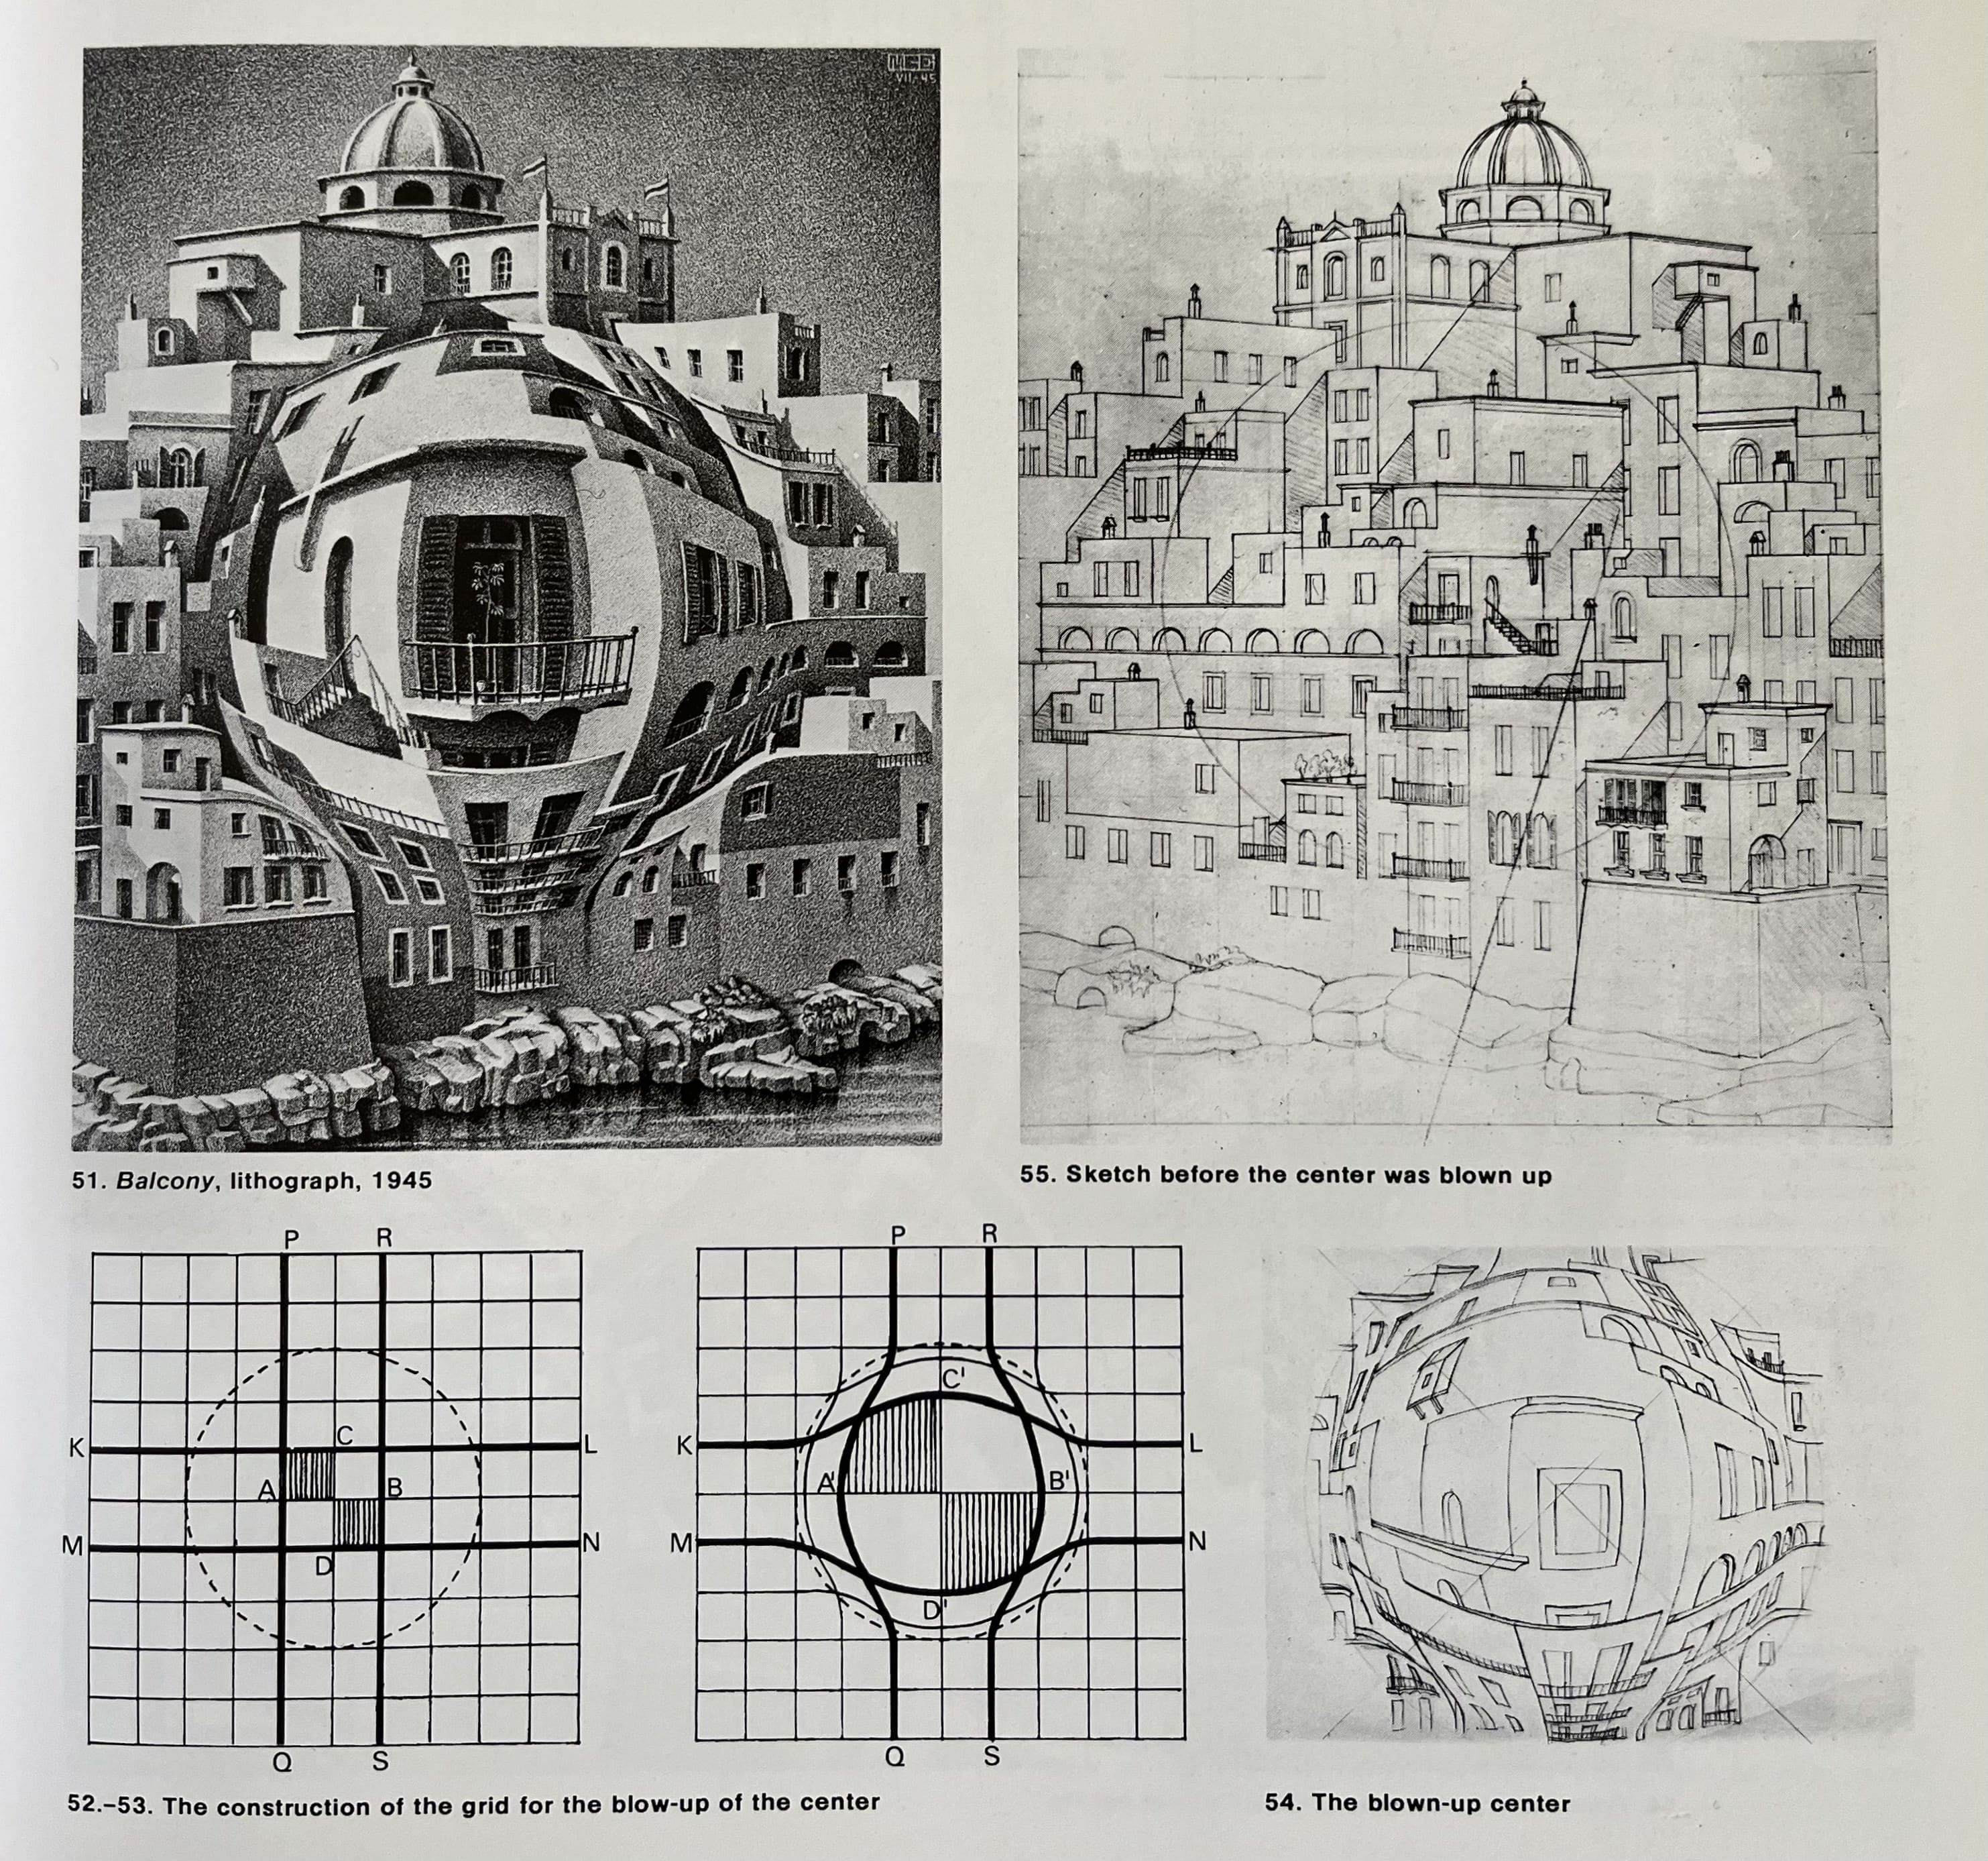 MCE
VII-45
51. Balcony, lithograph, 1945
55. Sketch before the center was blown up
P R
K C L
A B
M D N
Q S
P R
C'
K L
A' B'
M N
D'
Q S
52.–53. The construction of the grid for the blow-up of the center
54. The blown-up center